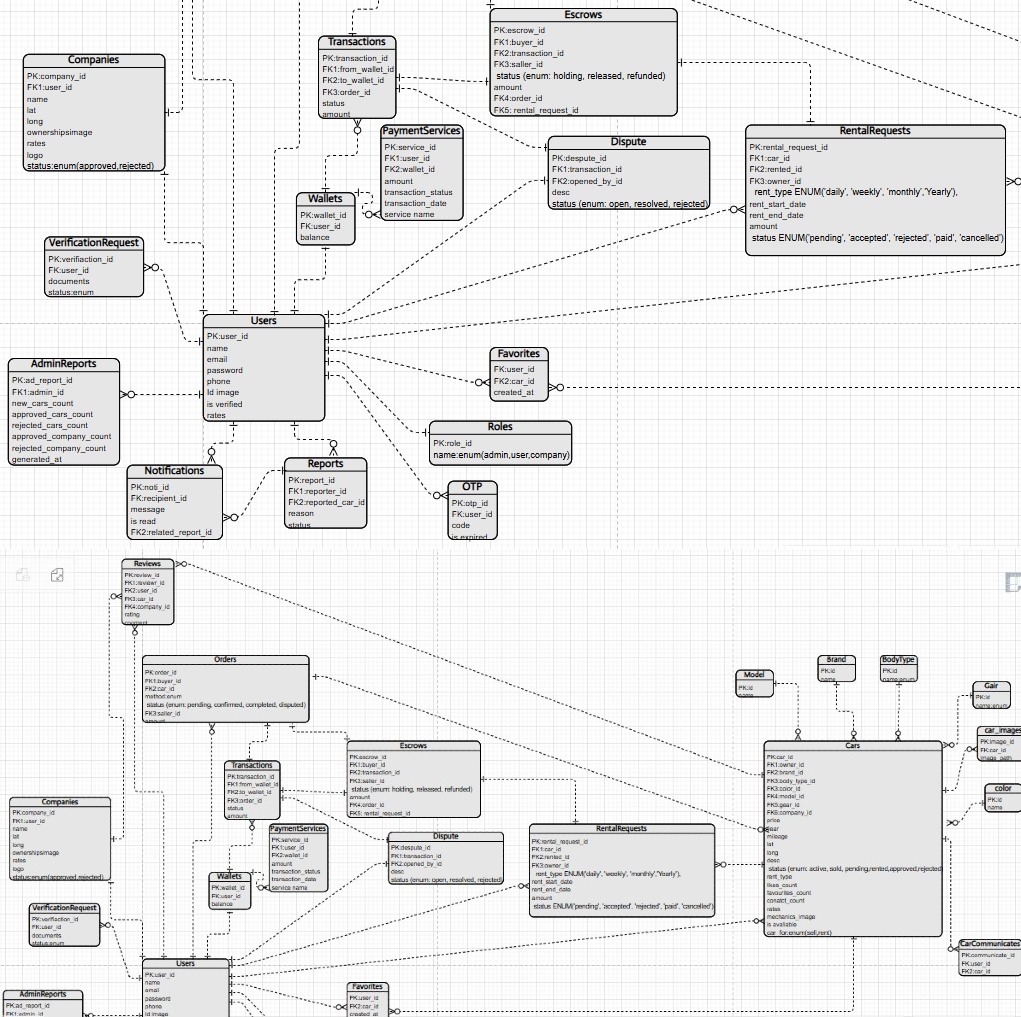 Escrows
PK:escrow_id
FK1:buyer_id
FK2:transaction_id
FK3:saller_id
status (enum: holding, released, refunded)
amount
FK4:order_id
FK5: rental_request_id
Transactions
PK:transaction_id
FK1:from_wallet_id
FK2:to_wallet_id
FK3:order_id
status
amount
Companies
PK:company_id
FK1:user_id
name
lat
long
ownershipsimage
rates
logo
status:enum(approved,rejected)
PaymentServices
PK:service_id
FK1:user_id
FK2:wallet_id
amount
transaction_status
transaction_date
service name
Dispute
PK:despute_id
FK1:transaction_id
FK2:opened_by_id
desc
status (enum: open, resolved, rejected)
RentalRequests
PK:rental_request_id
FK1:car_id
FK2:rented_id
FK3:owner_id
rent_type ENUM('daily', 'weekly', 'monthly','Yearly'),
rent_start_date
rent_end_date
amount
status ENUM('pending', 'accepted', 'rejected', 'paid', 'cancelled')
Wallets
PK:wallet_id
FK:user_id
balance
VerificationRequest
PK:verifiaction_id
FK:user_id
documents
status:enum
Users
PK:user_id
name
email
password
phone
Id image
is verified
rates
AdminReports
PK:ad_report_id
FK1:admin_id
new_cars_count
approved_cars_count
rejected_cars_count
approved_company_count
rejected_company_count
generated_at
Favorites
FK:user_id
FK2:car_id
created_at
Roles
PK:role_id
name:enum(admin,user,company)
Notifications
PK:noti_id
FK:recipient_id
message
is read
FK2:related_report_id
Reports
PK:report_id
FK1:reporter_id
FK2:reported_car_id
reason
status
OTP
PK:otp_id
FK:user_id
code
is expired
Reviews
PK:review_id
FK1:reviewr_id
FK2:user_id
FK3:car_id
FK4:company_id
rating
comment
Orders
PK:order_id
FK1:buyer_id
FK2:car_id
method:enum
status (enum: pending, confirmed, completed, disputed)
FK3:saller_id
amount
Model
PK:id
name
Brand
PK:id
name
BodyType
PK:id
name:enum
Gair
PK:id
name:enum
car_images
PK:image_id
FK:car_id
image_path
color
PK:id
name
Cars
PK:car_id
FK1:owner_id
FK2:brand_id
FK3:body_type_id
FK3:color_id
FK4:model_id
FK5:gear_id
FK6:company_id
price
year
mileage
lat
long
desc
status (enum: active, sold, pending,rented,approved,rejected)
rent_type
likes_count
favourites_count
conatct_count
rates
mechanics_image
is avaliable
car_for:enum(sell,rent)
Escrows
PK:escrow_id
FK1:buyer_id
FK2:transaction_id
FK3:saller_id
status (enum: holding, released, refunded)
amount
FK4:order_id
FK5: rental_request_id
Transactions
PK:transaction_id
FK1:from_wallet_id
FK2:to_wallet_id
FK3:order_id
status
amount
Companies
PK:company_id
FK1:user_id
name
lat
long
ownershipsimage
rates
logo
status:enum(approved,rejected)
PaymentServices
PK:service_id
FK1:user_id
FK2:wallet_id
amount
transaction_status
transaction_date
service name
Dispute
PK:despute_id
FK1:transaction_id
FK2:opened_by_id
desc
status (enum: open, resolved, rejected)
RentalRequests
PK:rental_request_id
FK1:car_id
FK2:rented_id
FK3:owner_id
rent_type ENUM('daily', 'weekly', 'monthly','Yearly'),
rent_start_date
rent_end_date
amount
status ENUM('pending', 'accepted', 'rejected', 'paid', 'cancelled')
Wallets
PK:wallet_id
FK:user_id
balance
VerificationRequest
PK:verifiaction_id
FK:user_id
documents
status:enum
CarCommunicates
PK:communicate_id
FK:user_id
FK2:car_id
Users
PK:user_id
name
email
password
phone
Id image
AdminReports
PK:ad_report_id
FK1:admin_id
Favorites
FK:user_id
FK2:car_id
created_at